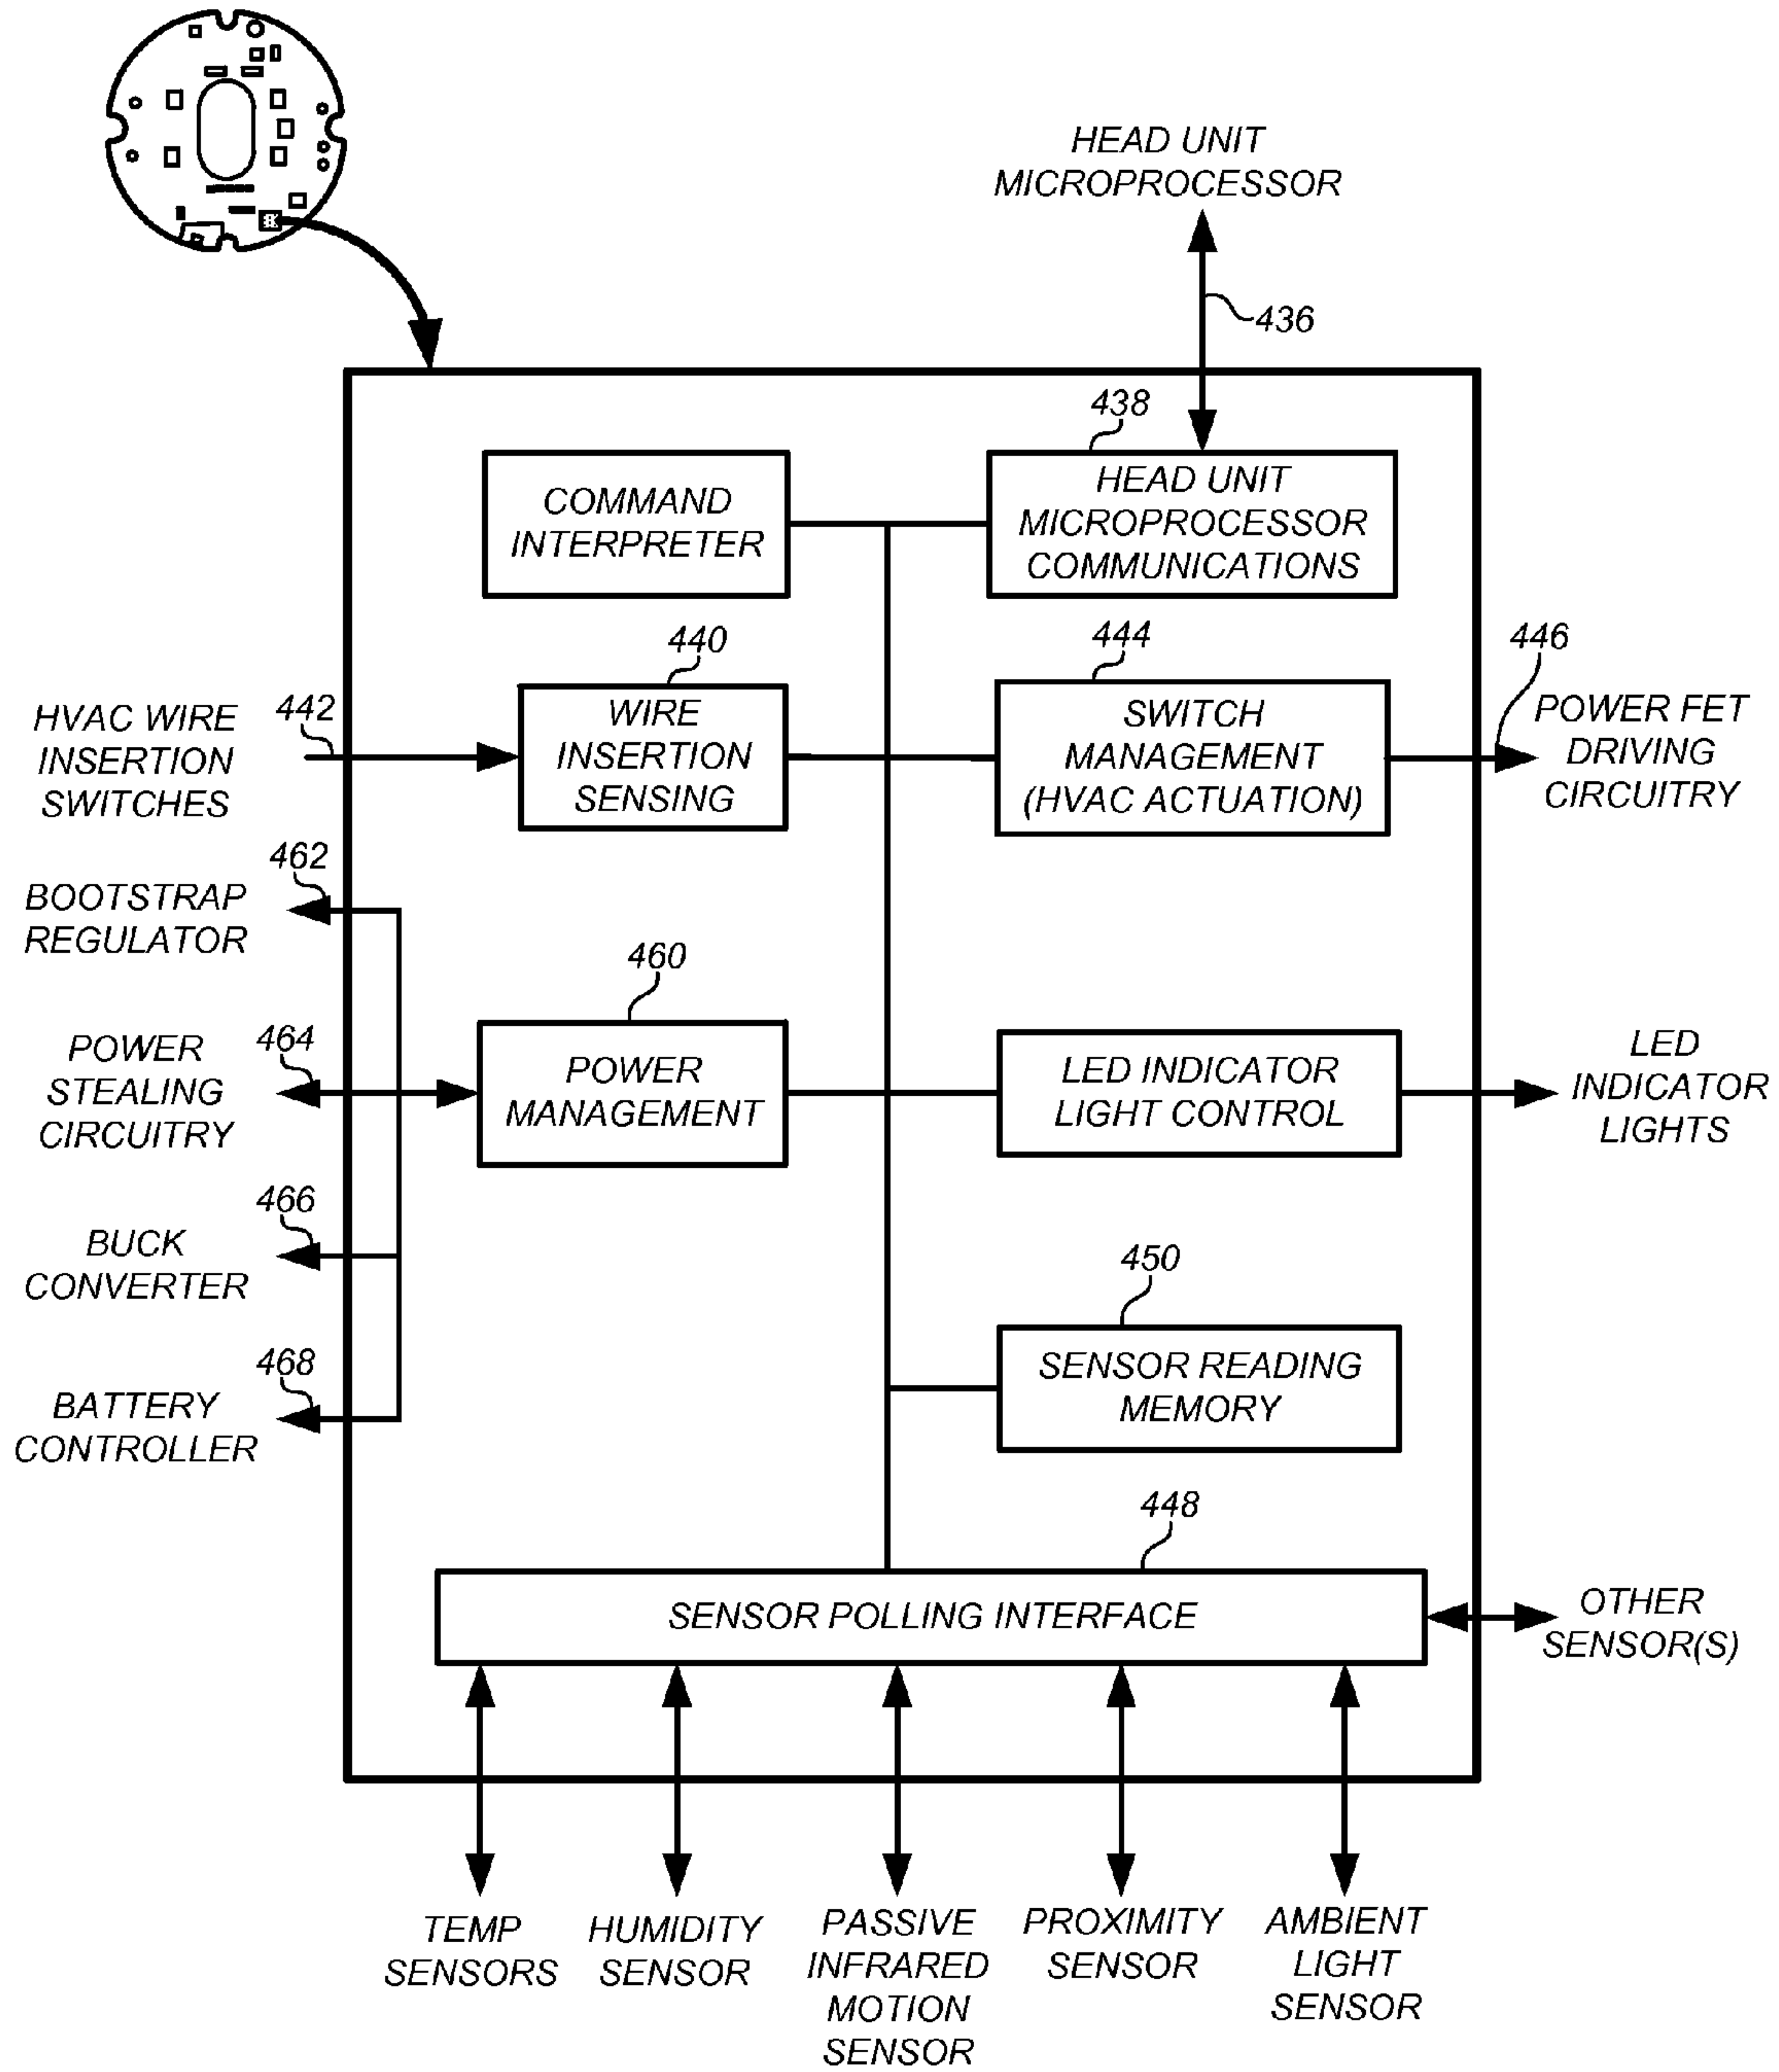 HEAD UNIT
MICROPROCESSOR
436
438
COMMAND
INTERPRETER
HEAD UNIT
MICROPROCESSOR
COMMUNICATIONS
440
444
446
HVAC WIRE
INSERTION
SWITCHES
442
WIRE
INSERTION
SENSING
SWITCH
MANAGEMENT
(HVAC ACTUATION)
POWER FET
DRIVING
CIRCUITRY
462
BOOTSTRAP
REGULATOR
460
464
POWER
STEALING
CIRCUITRY
POWER
MANAGEMENT
LED INDICATOR
LIGHT CONTROL
LED
INDICATOR
LIGHTS
466
BUCK
CONVERTER
450
SENSOR READING
MEMORY
468
BATTERY
CONTROLLER
448
SENSOR POLLING INTERFACE
OTHER
SENSOR(S)
TEMP
SENSORS
HUMIDITY
SENSOR
PASSIVE
INFRARED
MOTION
SENSOR
PROXIMITY
SENSOR
AMBIENT
LIGHT
SENSOR